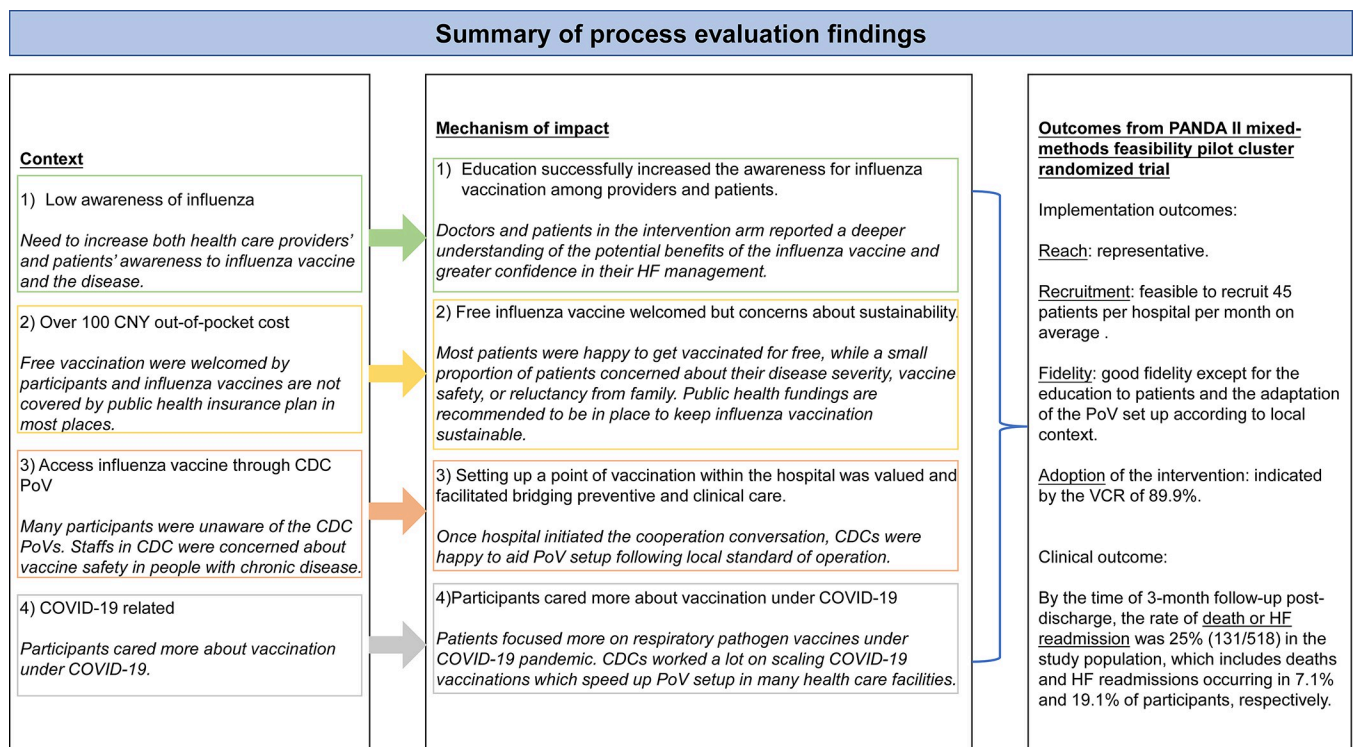 Summary of process evaluation findings
Context
1) Low awareness of influenza
Need to increase both health care providers'
and patients' awareness to influenza vaccine
and the disease.
2) Over 100 CNY out-of-pocket cost
Free vaccination were welcomed by
participants and influenza vaccines are not
covered by public health insurance plan in
most places.
3) Access influenza vaccine through CDC
PoV
Many participants were unaware of the CDC
PoVs. Staffs in CDC were concerned about
vaccine safety in people with chronic disease.
4) COVID-19 related
Participants cared more about vaccination
under COVID-19.
Mechanism of impact
1) Education successfully increased the awareness for influenza
vaccination among providers and patients.
Doctors and patients in the intervention arm reported a deeper
understanding of the potential benefits of the influenza vaccine and
greater confidence in their HF management.
2) Free influenza vaccine welcomed but concerns about sustainability.
Most patients were happy to get vaccinated for free, while a small
proportion of patients concerned about their disease severity, vaccine
safety, or reluctancy from family. Public health fundings are
recommended to be in place to keep influenza vaccination
sustainable.
3) Setting up a point of vaccination within the hospital was valued and
facilitated bridging preventive and clinical care.
Once hospital initiated the cooperation conversation, CDCs were
happy to aid PoV setup following local standard of operation.
4)Participants cared more about vaccination under COVID-19
Patients focused more on respiratory pathogen vaccines under
COVID-19 pandemic. CDCs worked a lot on scaling COVID-19
vaccinations which speed up PoV setup in many health care facilities.
Outcomes from PANDA II mixed-
methods feasibility pilot cluster
randomized trial
Implementation outcomes:
Reach: representative.
Recruitment: feasible to recruit 45
patients per hospital per month on
average .
Fidelity: good fidelity except for the
education to patients and the adaptation
of the PoV set up according to local
context.
Adoption of the intervention: indicated
by the VCR of 89.9%.
Clinical outcome:
By the time of 3-month follow-up post-
discharge, the rate of death or HF
readmission was 25% (131/518) in the
study population, which includes deaths
and HF readmissions occurring in 7.1%
and 19.1% of participants, respectively.